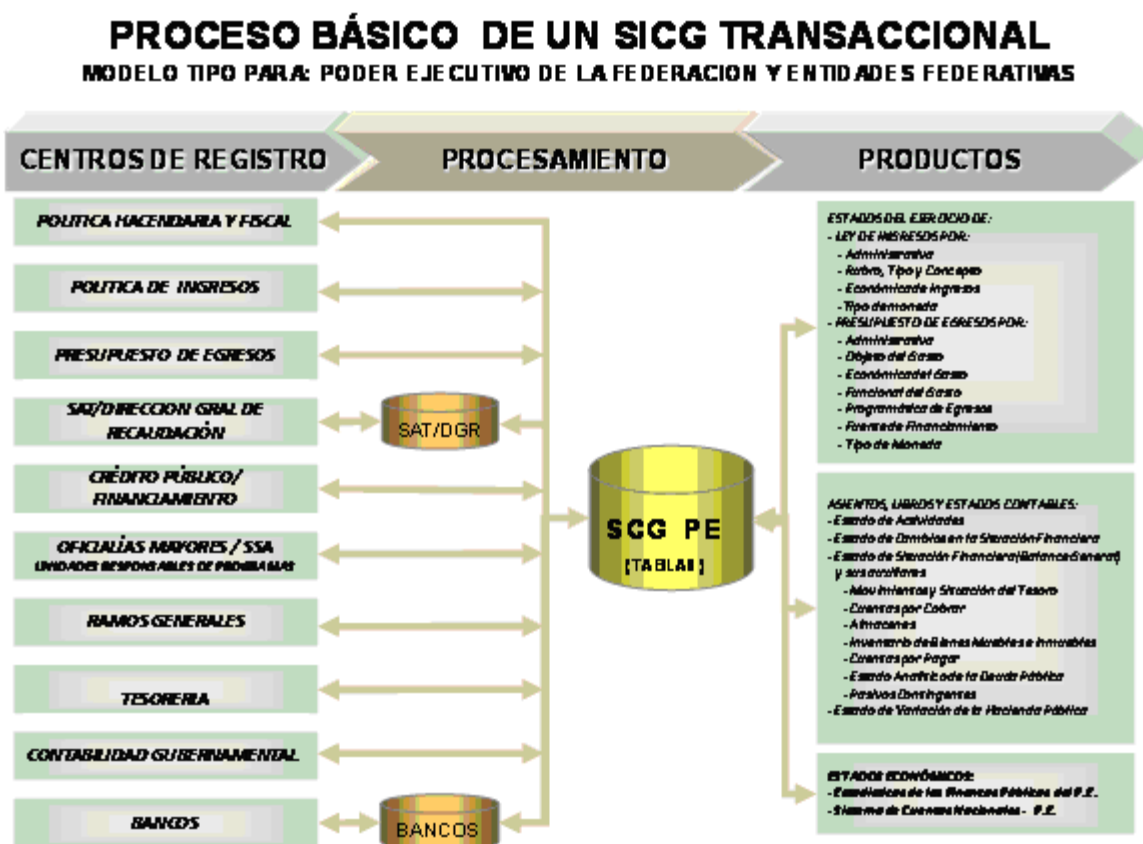 PROCESO BÁSICO DE UN SICG TRANSACCIONAL
MODELO TIPO PARA: PODER EJECUTIVO DE LA FEDERACION Y ENTIDADES FEDERATIVAS
CENTROS DE REGISTRO
PROCESAMIENTO
PRODUCTOS
POLITICA HACENDARIA Y FISCAL
POLITICA DE INGRESOS
PRESUPUESTO DE EGRESOS
SAT/DIRECCION GRAL DE
RECAUDACIÓN
CRÉDITO PÚBLICO/
FINANCIAMIENTO
OFICIALÍAS MAYORES / SSA
UNIDADES RESPONSABLES DE PROGRAMAS
RAMOS GENERALES
TESORERIA
CONTABILIDAD GUBERNAMENTAL
BANCOS
SAT/DGR
BANCOS
SCG PE
(TABLAS)
ESTADOS DEL EJERCICIO DE:
- LEY DE INGRESOS POR:
- Administrativa
- Rubro, Tipo y Concepto
- Económica de Ingresos
- Tipo de moneda
- PRESUPUESTO DE EGRESOS POR:
- Administrativa
- Objeto del Gasto
- Económica del Gasto
- Funcional del Gasto
- Programática de Egresos
- Fuente de Financiamiento
- Tipo de Moneda
ASIENTOS, LIBROS Y ESTADOS CONTABLES:
- Estado de Actividades
- Estado de Cambios en la Situación Financiera
- Estado de Situación Financiera (Balance General)
y sus auxiliares
- Movimientos y Situación del Tesoro
- Cuentas por Cobrar
- Almacenes
- Inventario de Bienes Muebles e Inmuebles
- Cuentas por Pagar
- Estado Analítico de la Deuda Pública
- Pasivos Contingentes
- Estado de Variación de la Hacienda Pública
ESTADOS ECONÓMICOS:
- Estadísticas de las Finanzas Públicas del P.E.
- Sistema de Cuentas Nacionales - P.E.